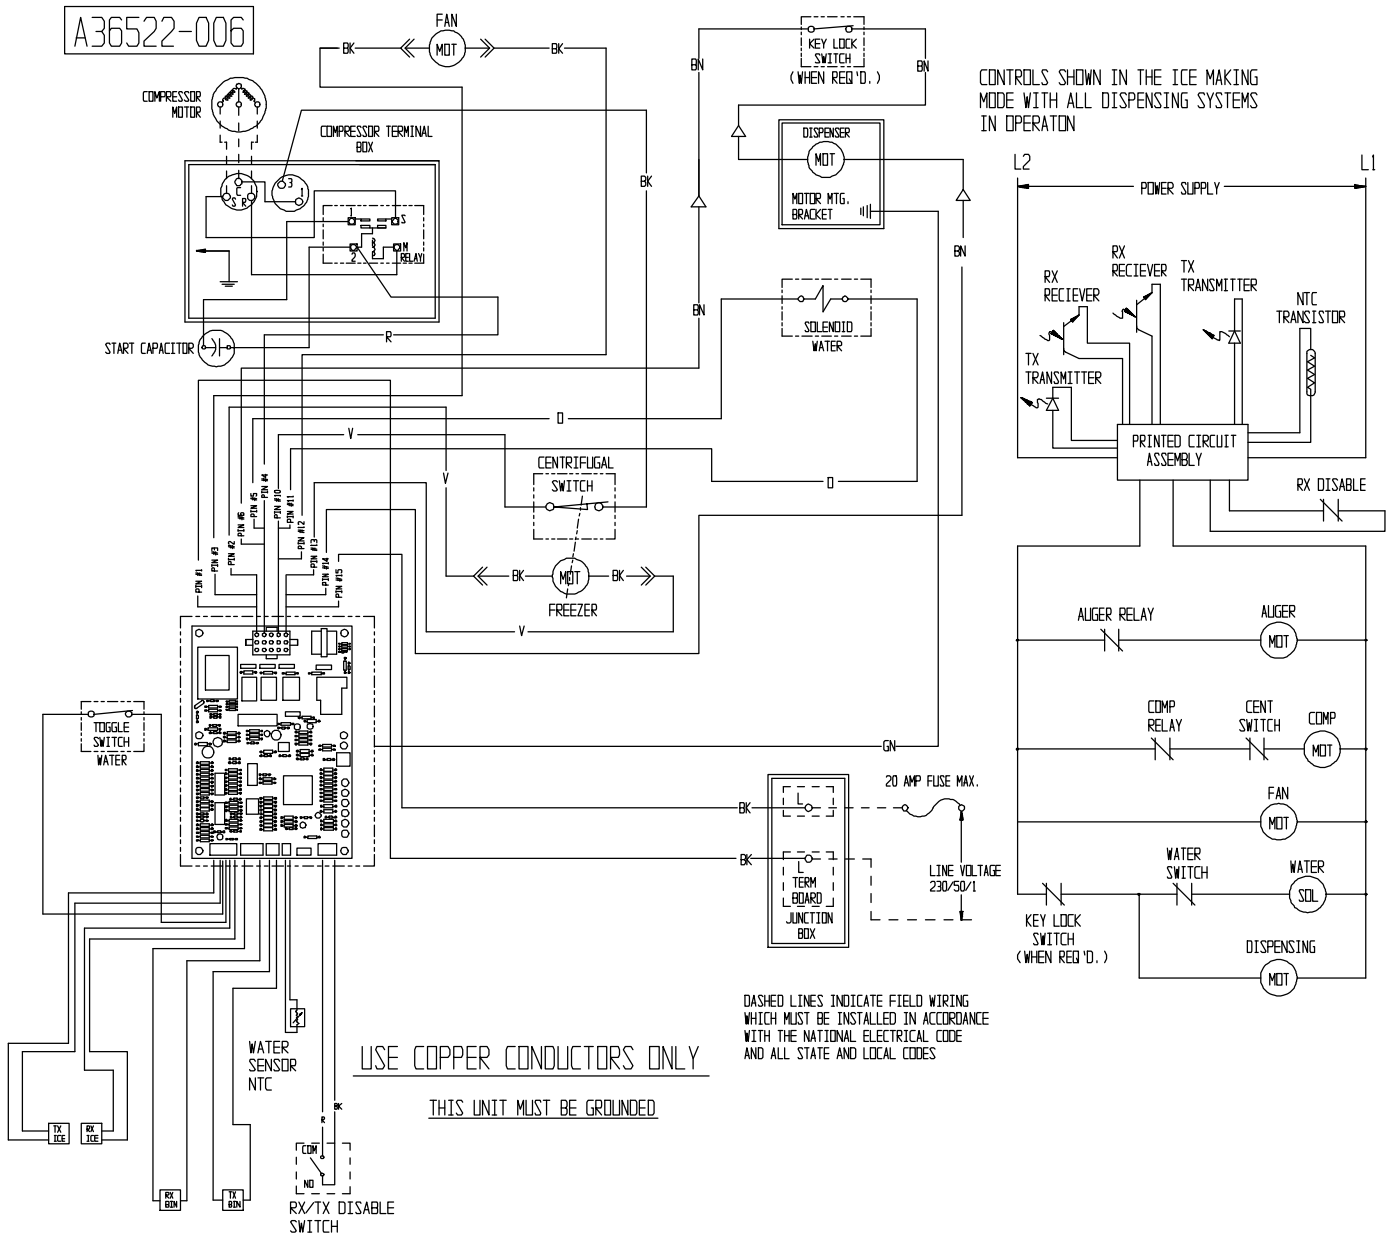 A36522-006
FAN
MOT
BK
BK
COMPRESSOR
MOTOR
COMPRESSOR TERMINAL
BOX
C
S R
3
1
1
S
2
M
RELAY
START CAPACITOR
R
BK
BN
KEY LOCK
SWITCH
(WHEN REQ'D.)
BN
DISPENSER
MOT
MOTOR MTG.
BRACKET
BN
BN
SOLENOID
WATER
O
V
V
CENTRIFUGAL
SWITCH
O
BK
MOT
BK
FREEZER
V
PIN #1
PIN #3
PIN #2
PIN #6
PIN #5
PIN #4
PIN #10
PIN #11
PIN #12
PIN #13
PIN #14
PIN #15
TOGGLE
SWITCH
WATER
GN
20 AMP FUSE MAX.
BK
L
BK
L
TERM
BOARD
JUNCTION
BOX
LINE VOLTAGE
230/50/1
DASHED LINES INDICATE FIELD WIRING
WHICH MUST BE INSTALLED IN ACCORDANCE
WITH THE NATIONAL ELECTRICAL CODE
AND ALL STATE AND LOCAL CODES
WATER
SENSOR
NTC
USE COPPER CONDUCTORS ONLY
THIS UNIT MUST BE GROUNDED
TX
ICE
RX
ICE
RX
BIN
TX
BIN
R
BK
COM
NO
RX/TX DISABLE
SWITCH
CONTROLS SHOWN IN THE ICE MAKING
MODE WITH ALL DISPENSING SYSTEMS
IN OPERATON
L2
L1
POWER SUPPLY
RX
RECIEVER
RX
RECIEVER
TX
TRANSMITTER
NTC
TRANSISTOR
TX
TRANSMITTER
PRINTED CIRCUIT
ASSEMBLY
RX DISABLE
AUGER RELAY
AUGER
MOT
COMP
RELAY
CENT
SWITCH
COMP
MOT
FAN
MOT
WATER
SWITCH
WATER
SOL
KEY LOCK
SWITCH
(WHEN REQ'D.)
DISPENSING
MOT